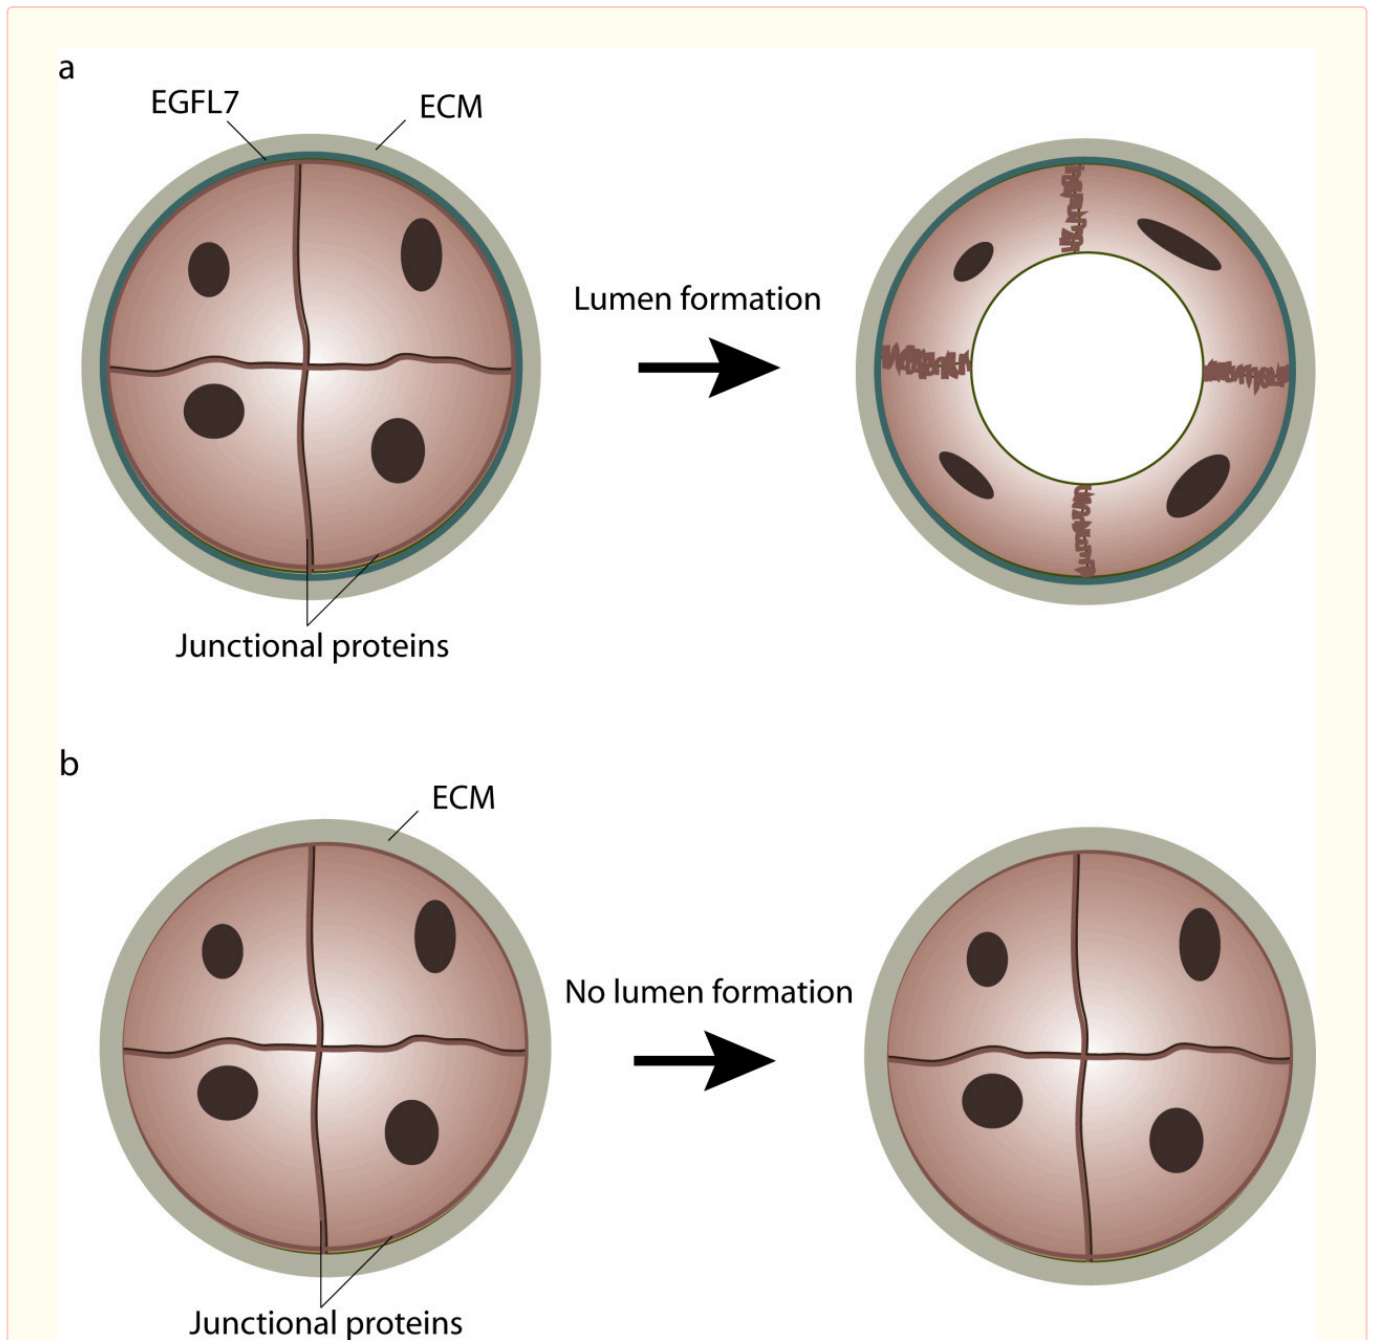 a
EGFL7
ECM
Lumen formation
Junctional proteins
b
ECM
No lumen formation
Junctional proteins